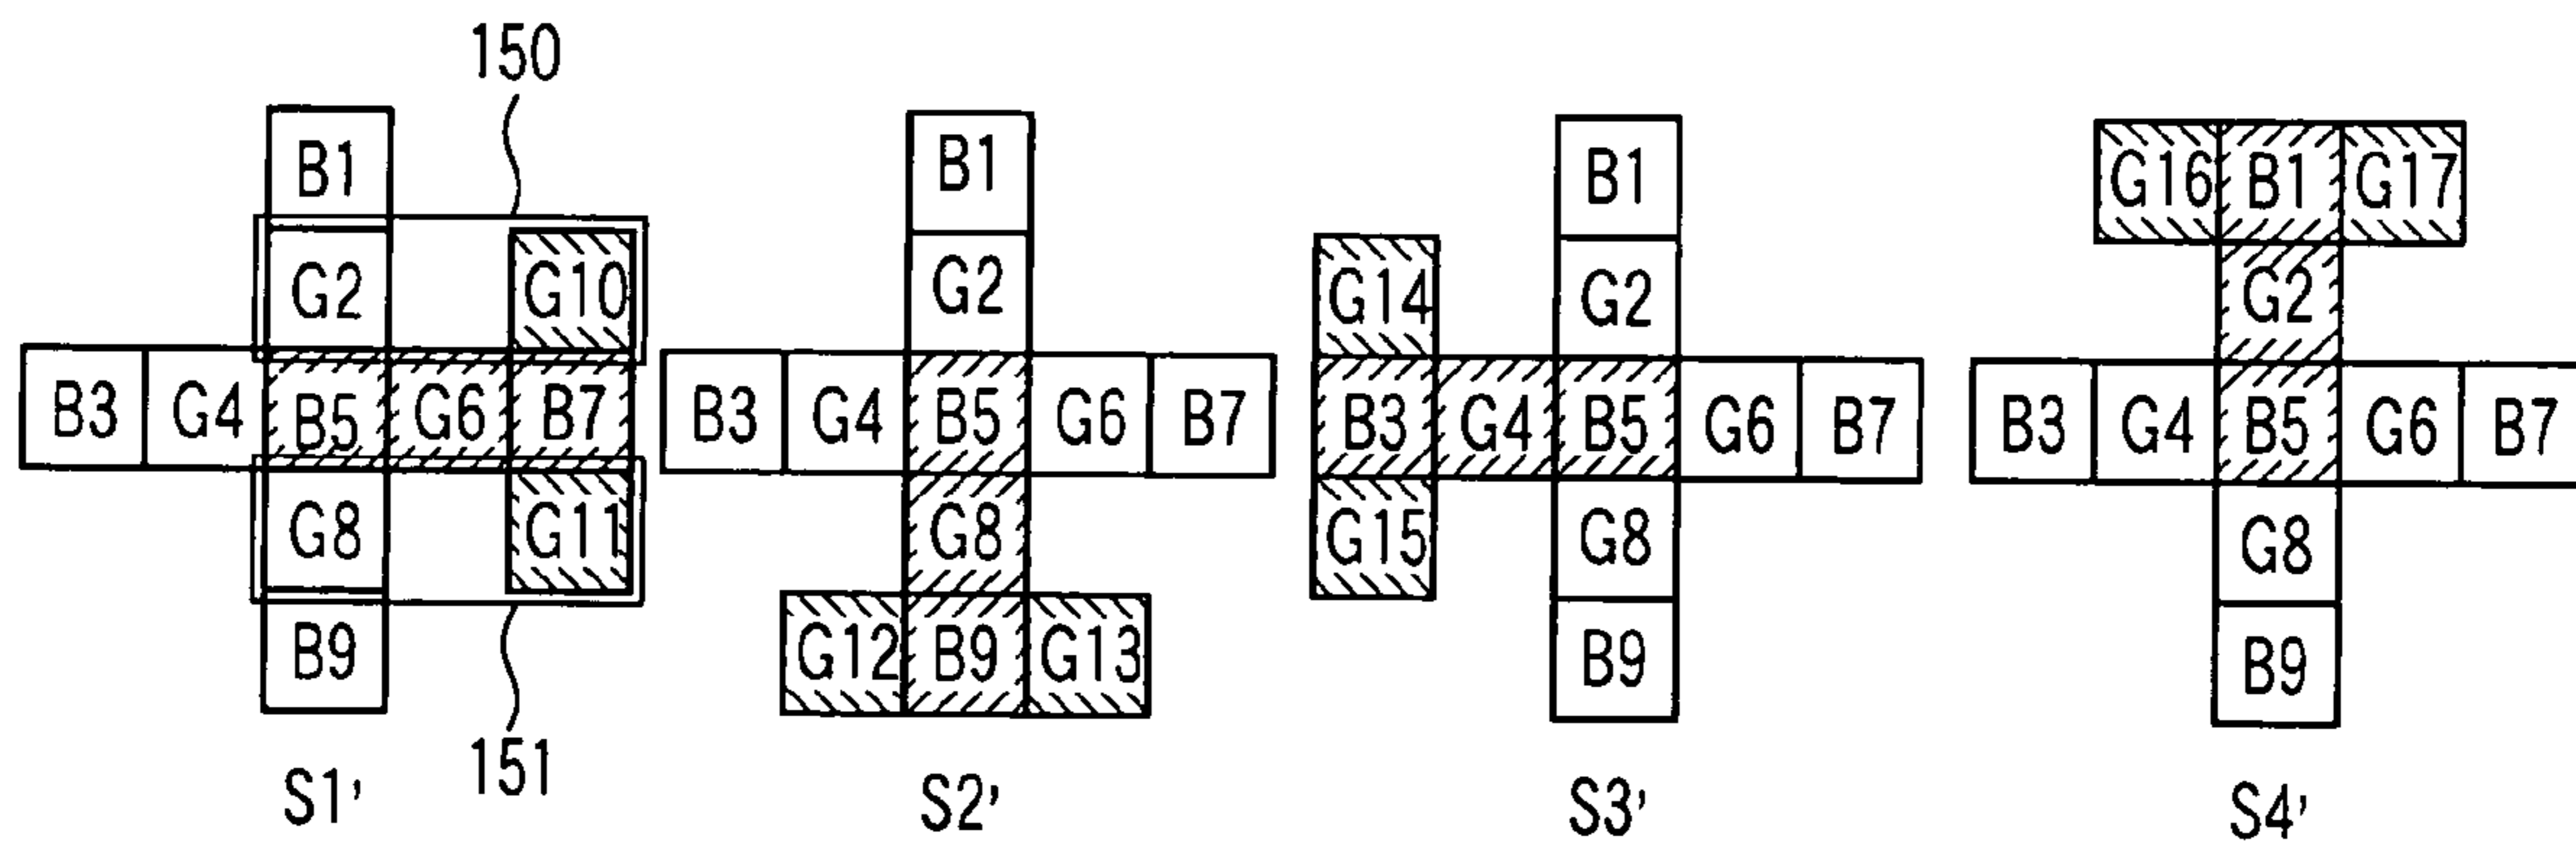 150
B1 B1 B1 G16 B1 G17
G2 G10 G2 G14 G2 G2
B3 G4 B5 G6 B7 B3 G4 B5 G6 B7 B3 G4 B5 G6 B7 B3 G4 B5 G6 B7
G8 G11 G8 G15 G8 G8
B9 G12 B9 G13 B9 B9
151
S1' S2' S3' S4'